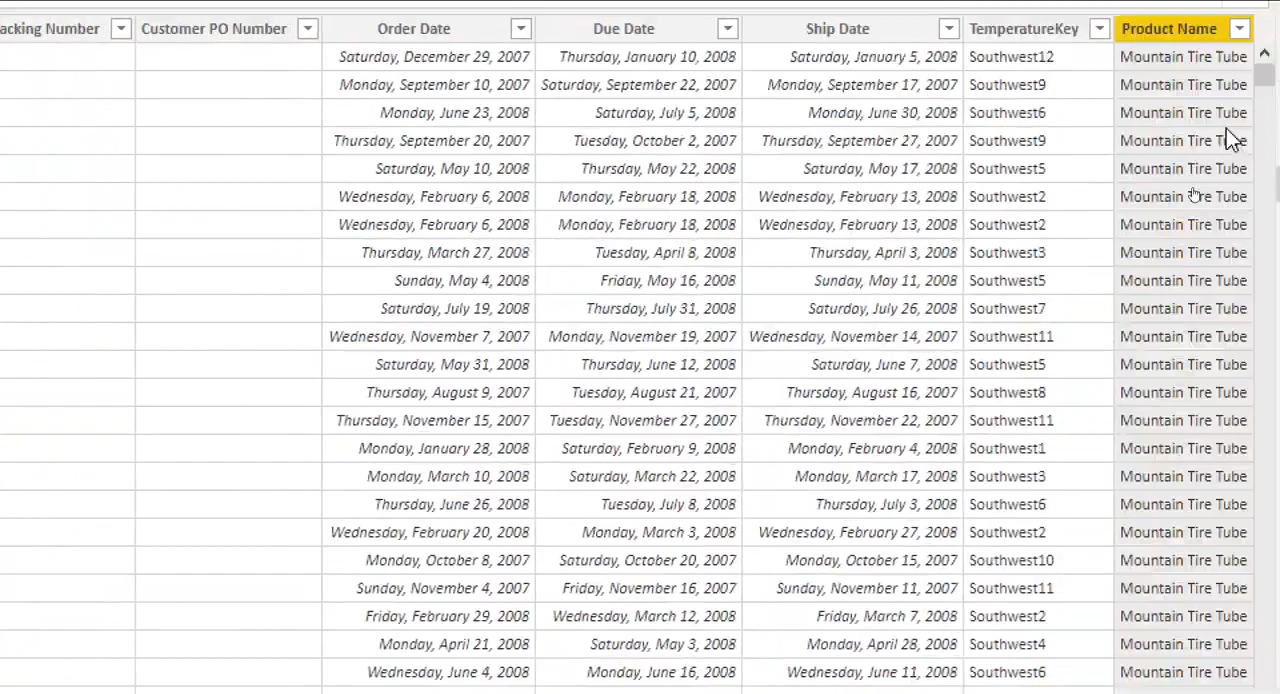 acking Number Customer PO Number Order Date Due Date Ship Date TemperatureKey Product Name
Saturday, December 29, 2007 Thursday, January 10, 2008 Saturday, January 5, 2008 Southwest12 Mountain Tire Tube
Monday, September 10, 2007 Saturday, September 22, 2007 Monday, September 17, 2007 Southwest9 Mountain Tire Tube
Monday, June 23, 2008 Saturday, July 5, 2008 Monday, June 30, 2008 Southwest6 Mountain Tire Tube
Thursday, September 20, 2007 Tuesday, October 2, 2007 Thursday, September 27, 2007 Southwest9 Mountain Tire Tube
Saturday, May 10, 2008 Thursday, May 22, 2008 Saturday, May 17, 2008 Southwest5 Mountain Tire Tube
Wednesday, February 6, 2008 Monday, February 18, 2008 Wednesday, February 13, 2008 Southwest2 Mountain Tire Tube
Wednesday, February 6, 2008 Monday, February 18, 2008 Wednesday, February 13, 2008 Southwest2 Mountain Tire Tube
Thursday, March 27, 2008 Tuesday, April 8, 2008 Thursday, April 3, 2008 Southwest3 Mountain Tire Tube
Sunday, May 4, 2008 Friday, May 16, 2008 Sunday, May 11, 2008 Southwest5 Mountain Tire Tube
Saturday, July 19, 2008 Thursday, July 31, 2008 Saturday, July 26, 2008 Southwest7 Mountain Tire Tube
Wednesday, November 7, 2007 Monday, November 19, 2007 Wednesday, November 14, 2007 Southwest11 Mountain Tire Tube
Saturday, May 31, 2008 Thursday, June 12, 2008 Saturday, June 7, 2008 Southwest5 Mountain Tire Tube
Thursday, August 9, 2007 Tuesday, August 21, 2007 Thursday, August 16, 2007 Southwest8 Mountain Tire Tube
Thursday, November 15, 2007 Tuesday, November 27, 2007 Thursday, November 22, 2007 Southwest11 Mountain Tire Tube
Monday, January 28, 2008 Saturday, February 9, 2008 Monday, February 4, 2008 Southwest1 Mountain Tire Tube
Monday, March 10, 2008 Saturday, March 22, 2008 Monday, March 17, 2008 Southwest3 Mountain Tire Tube
Thursday, June 26, 2008 Tuesday, July 8, 2008 Thursday, July 3, 2008 Southwest6 Mountain Tire Tube
Wednesday, February 20, 2008 Monday, March 3, 2008 Wednesday, February 27, 2008 Southwest2 Mountain Tire Tube
Monday, October 8, 2007 Saturday, October 20, 2007 Monday, October 15, 2007 Southwest10 Mountain Tire Tube
Sunday, November 4, 2007 Friday, November 16, 2007 Sunday, November 11, 2007 Southwest11 Mountain Tire Tube
Friday, February 29, 2008 Wednesday, March 12, 2008 Friday, March 7, 2008 Southwest2 Mountain Tire Tube
Monday, April 21, 2008 Saturday, May 3, 2008 Monday, April 28, 2008 Southwest4 Mountain Tire Tube
Wednesday, June 4, 2008 Monday, June 16, 2008 Wednesday, June 11, 2008 Southwest6 Mountain Tire Tube